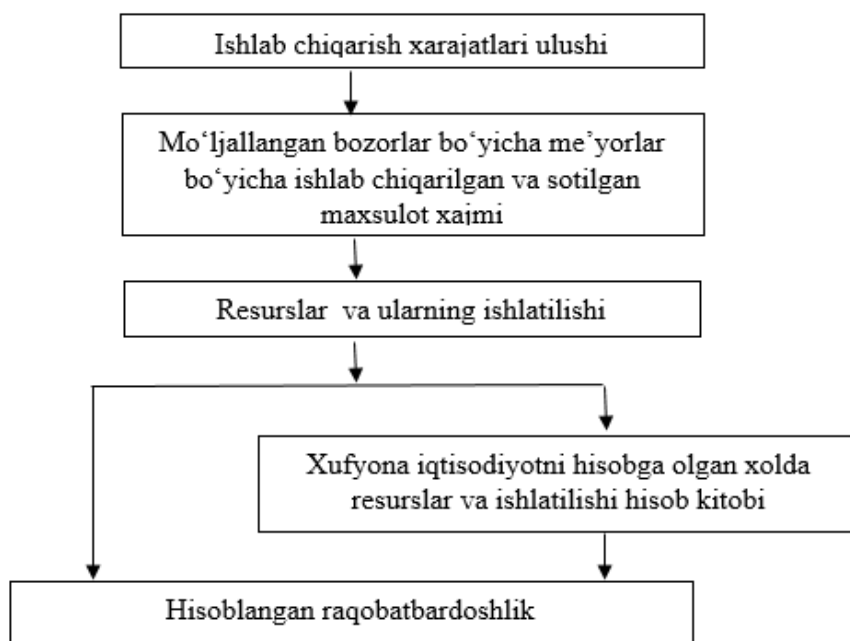 Ishlab chiqarish xarajatlari ulushi
Mo‘ljallangan bozorlar bo‘yicha me’yorlar
bo‘yicha ishlab chiqarilgan va sotilgan
maxsulot xajmi
Resurslar va ularning ishlatilishi
Xufyona iqtisodiyotni hisobga olgan xolda
resurslar va ishlatilishi hisob kitobi
Hisoblangan raqobatbardoshlik